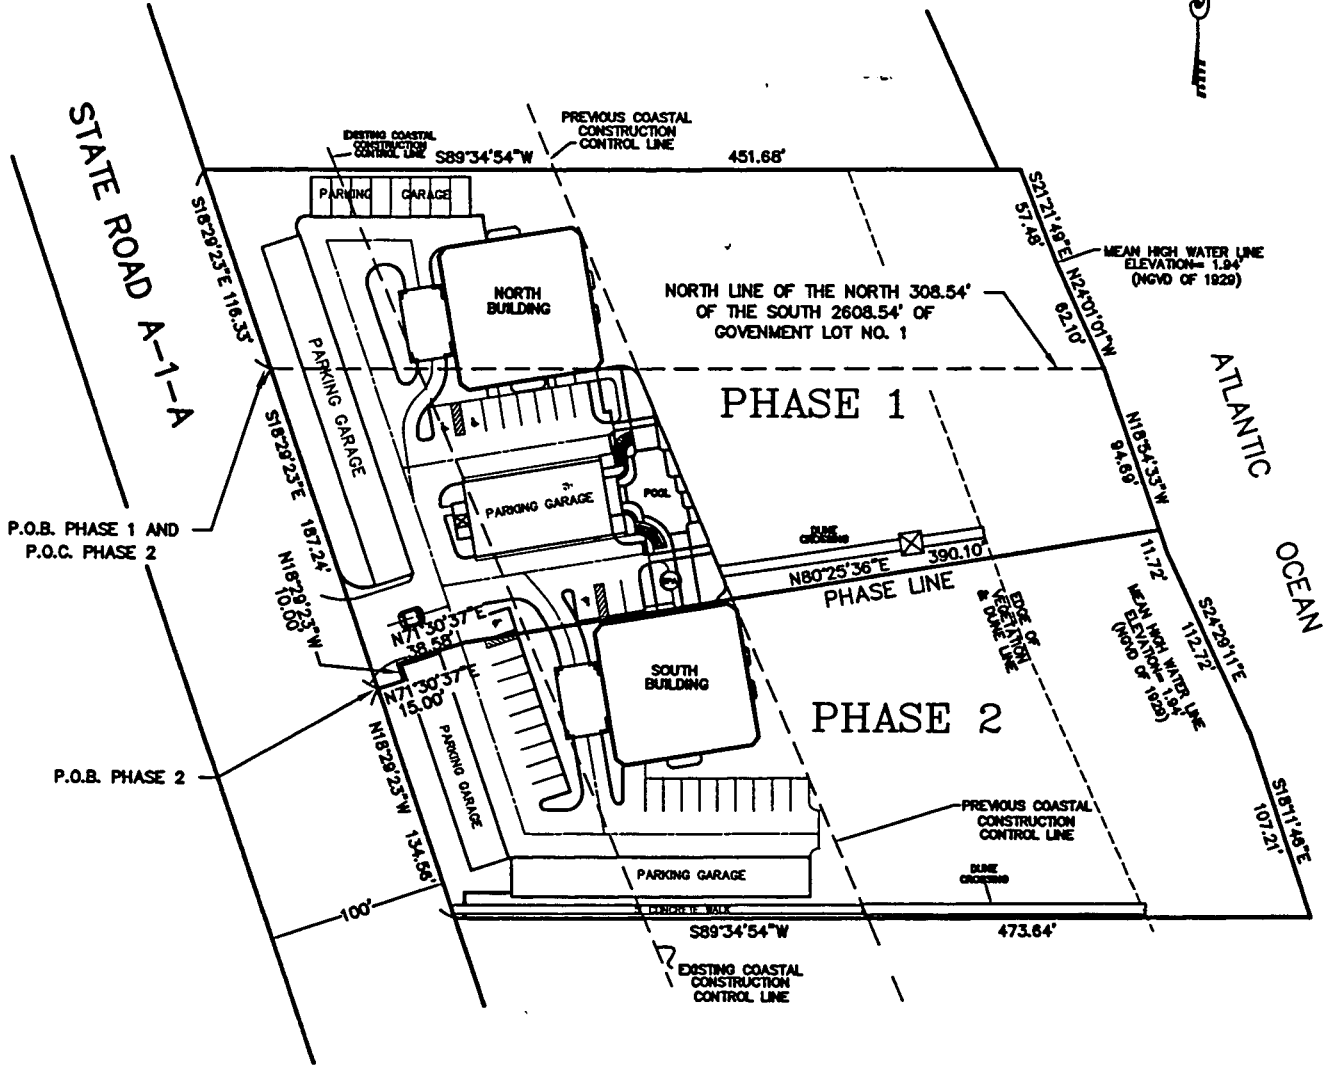 PREVIOUS COASTAL
CONSTRUCTION
CONTROL LINE
EXISTING COASTAL
CONSTRUCTION
CONTROL LINE
S89°34'54"W
451.68'
STATE ROAD A-1-A
PARKING GARAGE
S18°29'23"E 116.33'
S21°21'49"E
57.48'
MEAN HIGH WATER LINE
ELEVATION= 1.94'
(NGVD OF 1929)
N24°01'01"W
62.10'
NORTH
BUILDING
NORTH LINE OF THE NORTH 308.54'
OF THE SOUTH 2608.54' OF
GOVENMENT LOT NO. 1
PARKING GARAGE
ATLANTIC
OCEAN
PHASE 1
S18°29'23"E 187.24'
N18°54'33"W
94.69'
POOL
PARKING GARAGE
P.O.B. PHASE 1 AND
P.O.C. PHASE 2
DUNE
CROSSING
N80°25'36"E 390.10'
PHASE LINE
11.72'
N18°29'23"W
10.00'
SPA
N71°30'37"E
38.58'
EDGE OF
VEGETATION
& DUNE LINE
MEAN HIGH WATER LINE
ELEVATION= 1.94'
(NGVD OF 1929)
S24°29'11"E
112.72'
N71°30'37"E
15.00'
SOUTH
BUILDING
PHASE 2
N18°29'23"W 134.56'
PARKING GARAGE
P.O.B. PHASE 2
PREVIOUS COASTAL
CONSTRUCTION
CONTROL LINE
S18°11'46"E
107.21'
PARKING GARAGE
DUNE
CROSSING
100'
CONCRETE WALK
S89°34'54"W
473.64'
EXISTING COASTAL
CONSTRUCTION
CONTROL LINE